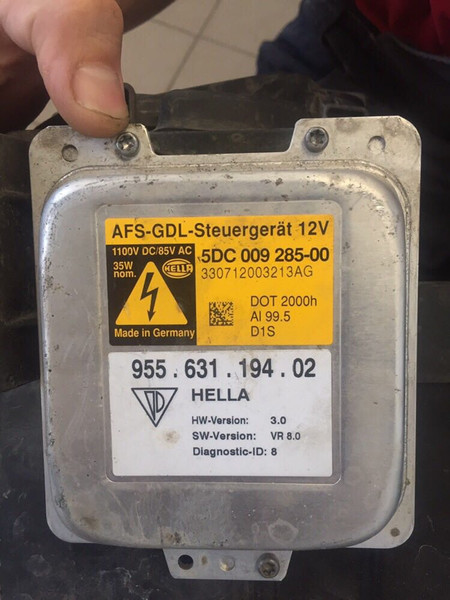 AFS-GDL-Steuergerät 12V
1100V DC/85V AC
35W
nom.
HELLA
5DC 009 285-00
330712003213AG
DOT 2000h
Al 99.5
D1S
Made in Germany
955.631.194.02
HELLA
HW-Version: 3.0
SW-Version: VR 8.0
Diagnostic-ID: 8